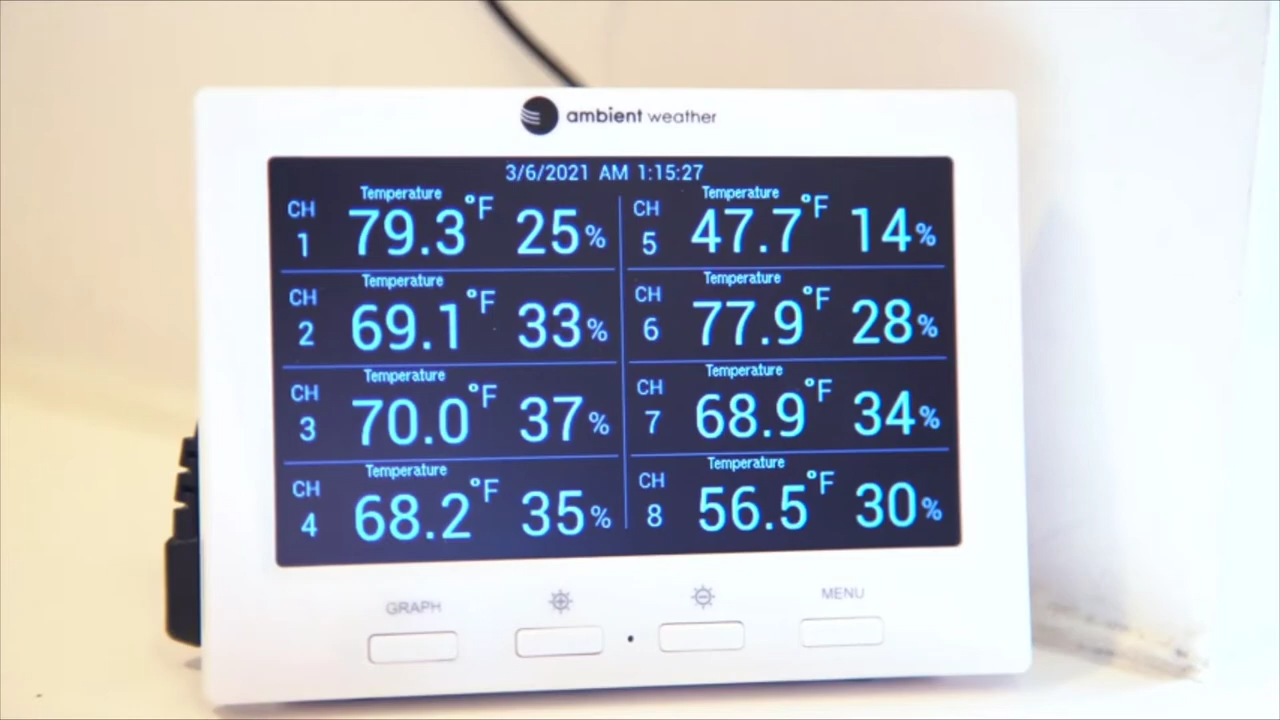 ambient weather
3/6/2021 AM 1:15:27
CH 1 Temperature 79.3°F 25%
CH 2 Temperature 69.1°F 33%
CH 3 Temperature 70.0°F 37%
CH 4 Temperature 68.2°F 35%
CH 5 Temperature 47.7°F 14%
CH 6 Temperature 77.9°F 28%
CH 7 Temperature 68.9°F 34%
CH 8 Temperature 56.5°F 30%
GRAPH MENU